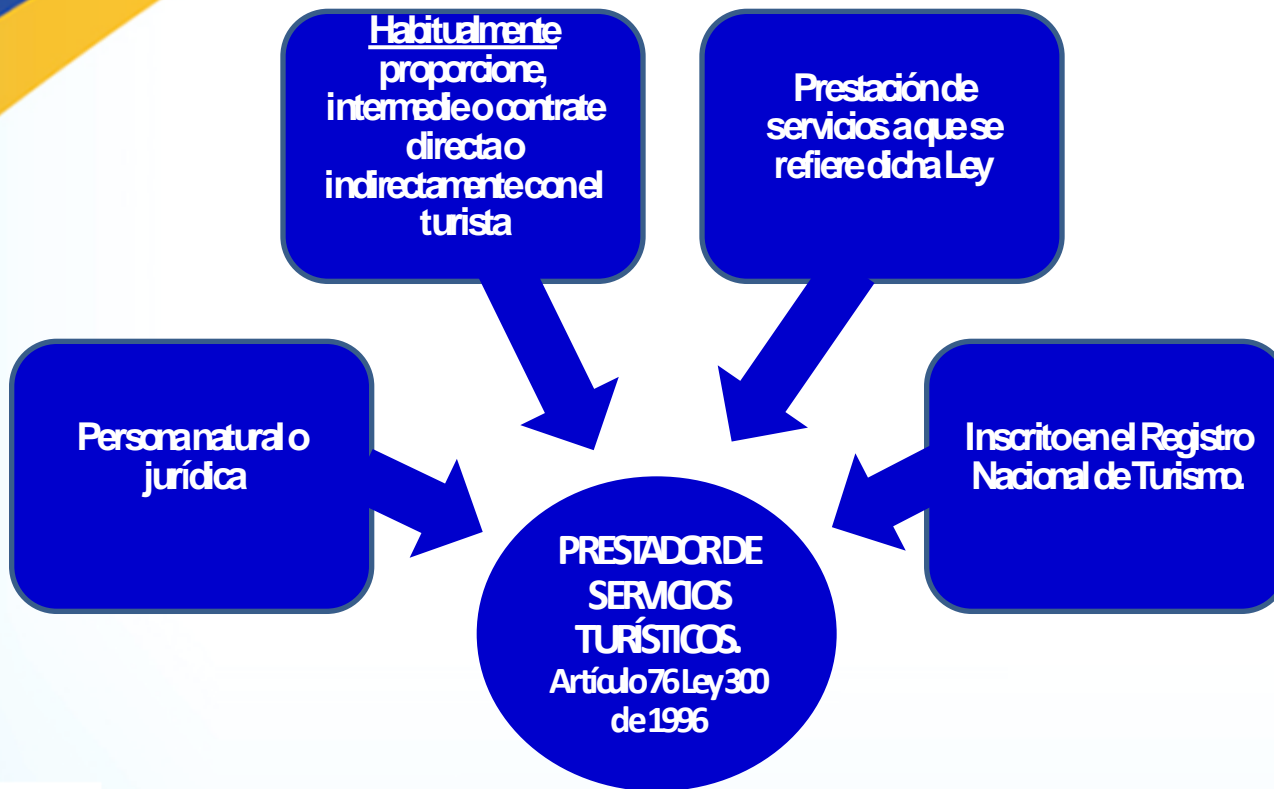 Habitualmente
proporcione,
intermedie o contrate
directa o
indirectamente con el
turista
Prestación de
servicios a que se
refiere dicha Ley
Persona natural o
jurídica
Inscrito en el Registro
Nacional de Turismo.
PRESTADOR DE
SERVICIOS
TURÍSTICOS.
Artículo 76 Ley 300
de 1996